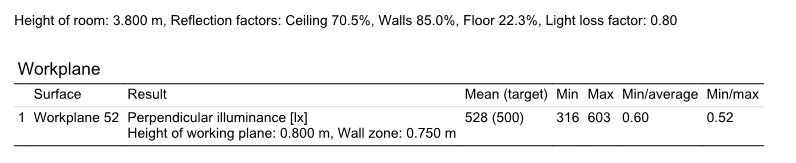 Height of room: 3.800 m, Reflection factors: Ceiling 70.5%, Walls 85.0%, Floor 22.3%, Light loss factor: 0.80
Workplane
Surface Result Mean (target) Min Max Min/average Min/max
1 Workplane 52 Perpendicular illuminance [lx] 528 (500) 316 603 0.60 0.52
Height of working plane: 0.800 m, Wall zone: 0.750 m